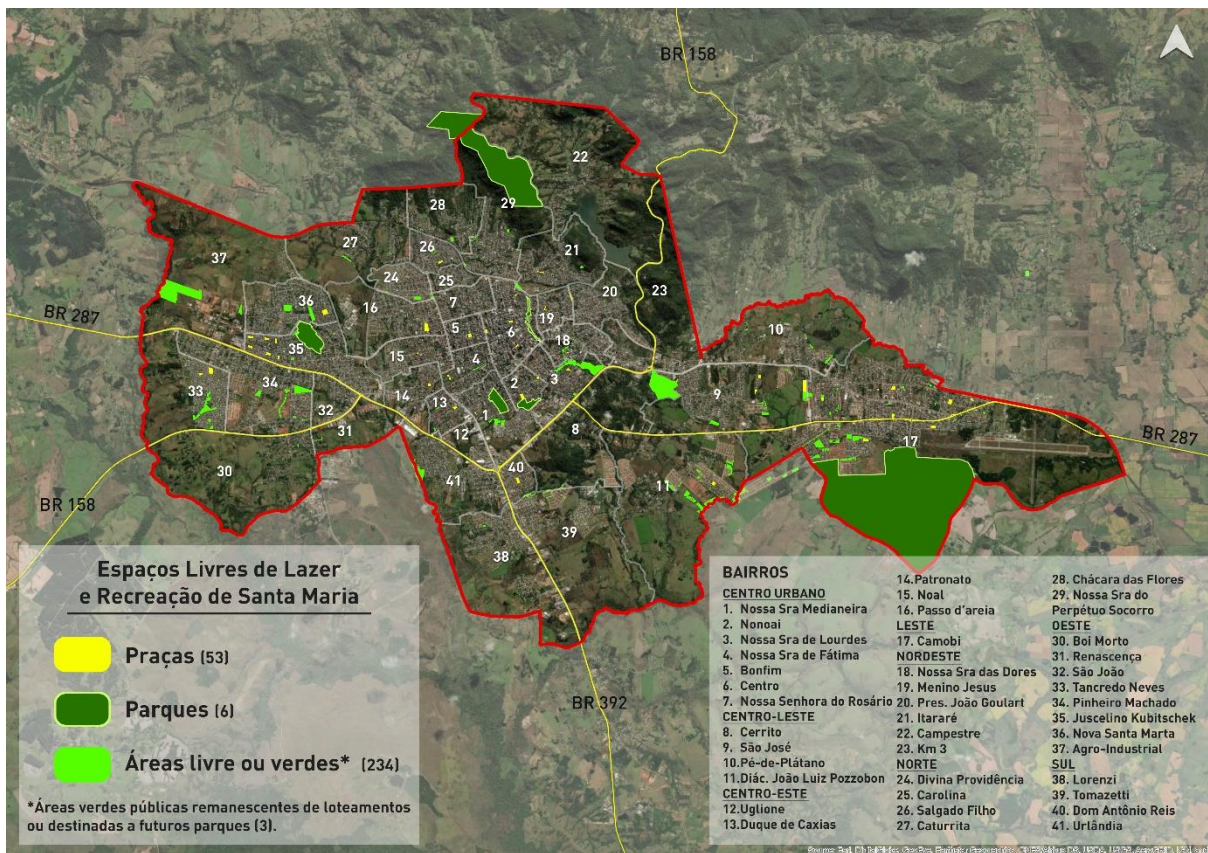 BR 158
22
28
29
27
26
37
21
24
25
20
23
36
16
7
19
10
BR 287
5
6
18
35
15
4
3
34
2
9
33
14
13
1
32
12
8
31
17
BR 287
40
30
41
11
BR 158
39
38
BR 392
Espaços Livres de Lazer
e Recreação de Santa Maria
Praças (53)
Parques (6)
Áreas livre ou verdes* (234)
*Áreas verdes públicas remanescentes de loteamentos
ou destinadas a futuros parques (3).
BAIRROS
CENTRO URBANO
1. Nossa Sra Medianeira
2. Nonoai
3. Nossa Sra de Lourdes
4. Nossa Sra de Fátima
5. Bonfim
6. Centro
7. Nossa Senhora do Rosário
CENTRO-LESTE
8. Cerrito
9. São José
10.Pé-de-Plátano
11.Diác. João Luiz Pozzobon
CENTRO-ESTE
12.Uglione
13.Duque de Caxias
14.Patronato
15. Noal
16. Passo d'areia
LESTE
17. Camobi
NORDESTE
18. Nossa Sra das Dores
19. Menino Jesus
20. Pres. João Goulart
21. Itararé
22. Campestre
23. Km 3
NORTE
24. Divina Providência
25. Carolina
26. Salgado Filho
27. Caturrita
28. Chácara das Flores
29. Nossa Sra do
Perpétuo Socorro
OESTE
30. Boi Morto
31. Renascença
32. São João
33. Tancredo Neves
34. Pinheiro Machado
35. Juscelino Kubitschek
36. Nova Santa Marta
37. Agro-Industrial
SUL
38. Lorenzi
39. Tomazetti
40. Dom Antônio Reis
41. Urlândia